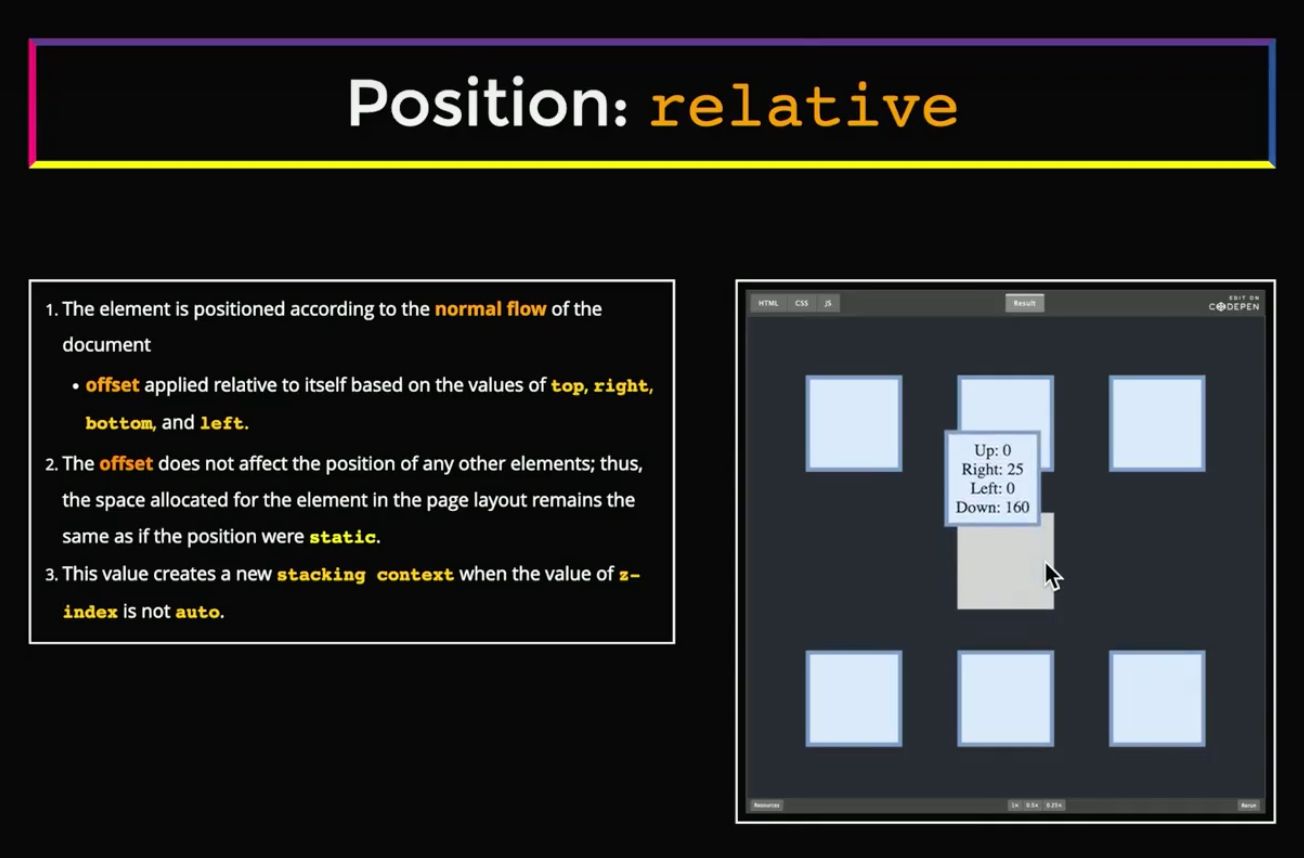 Position: relative
1. The element is positioned according to the normal flow of the
document
• offset applied relative to itself based on the values of top, right,
bottom, and left.
2. The offset does not affect the position of any other elements; thus,
the space allocated for the element in the page layout remains the
same as if the position were static.
3. This value creates a new stacking context when the value of z-
index is not auto.
HTML CSS JS Result EDIT ON
CODEPEN
Up: 0
Right: 25
Left: 0
Down: 160
Resources 1× 0.5× 0.25× Rerun